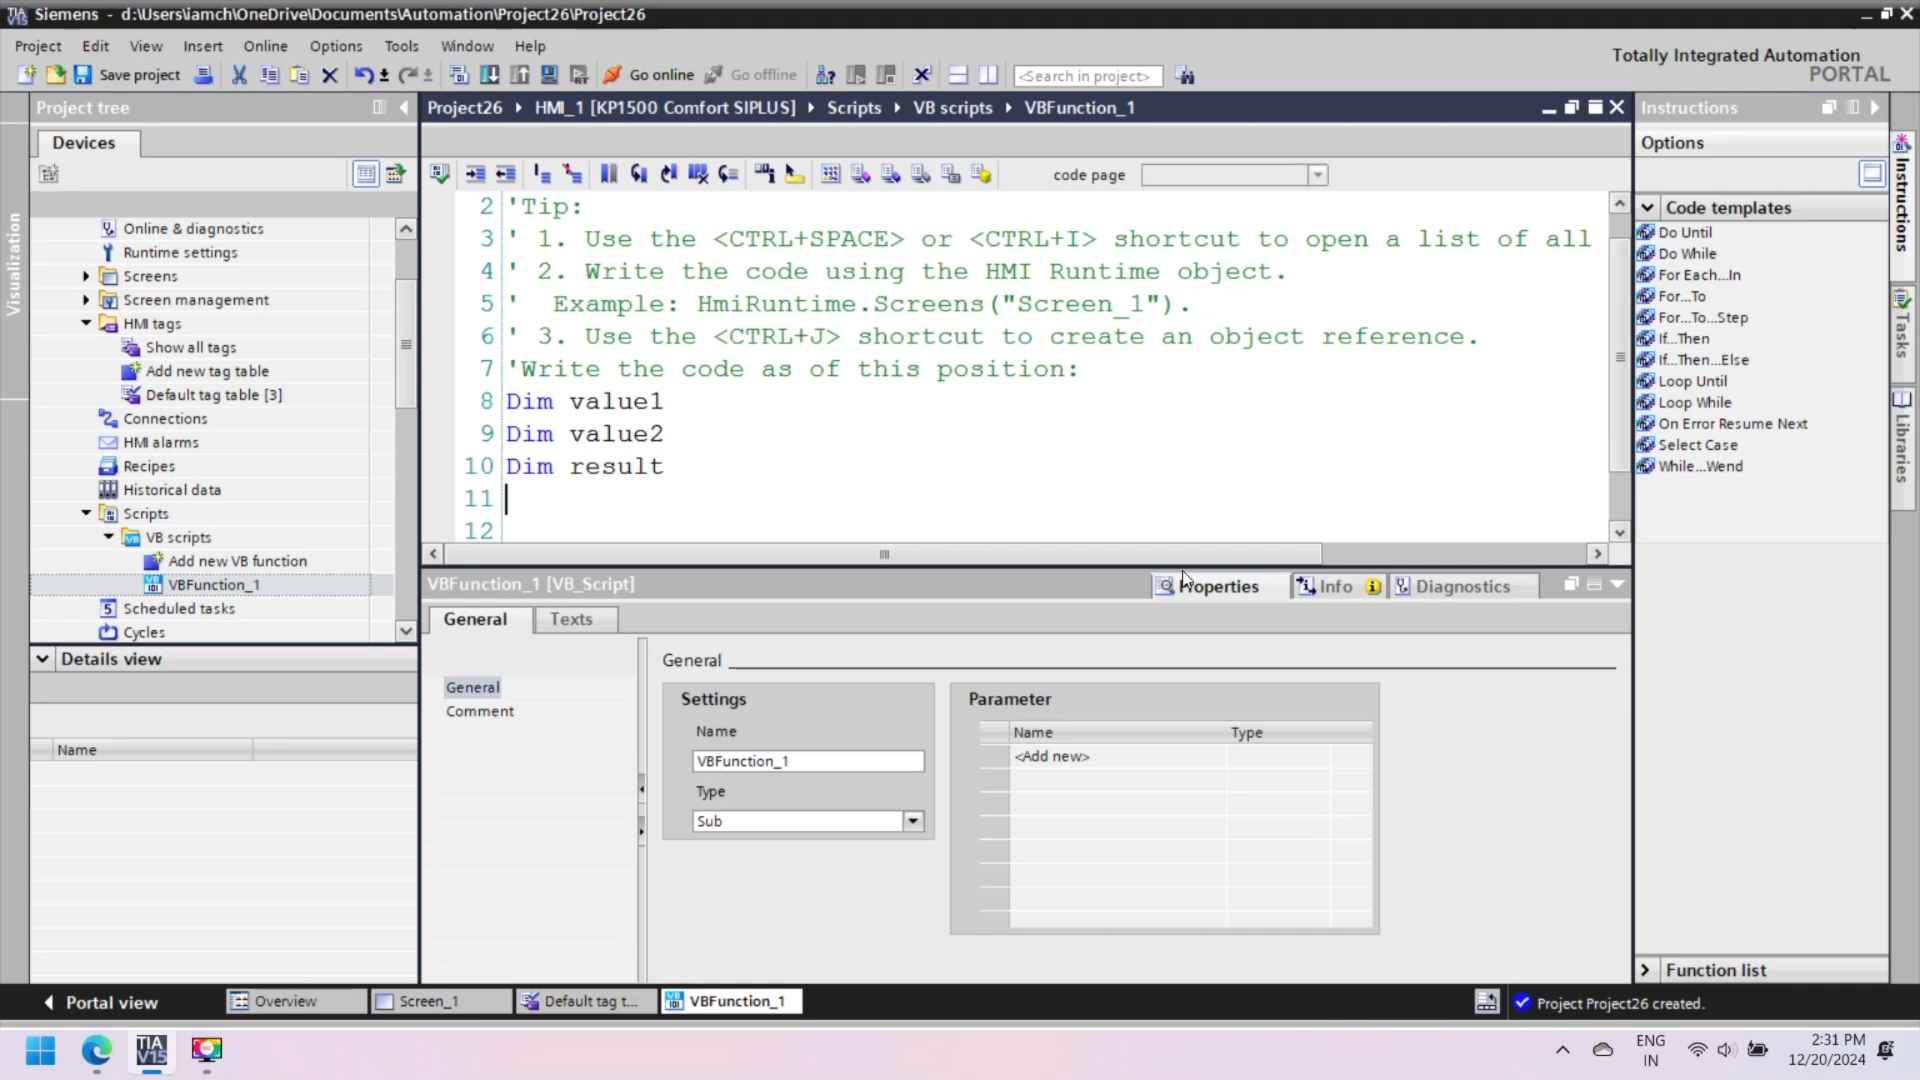 Siemens - d:\Users\iamch\OneDrive\Documents\Automation\Project26\Project26
Project Edit View Insert Online Options Tools Window Help
Totally Integrated Automation
PORTAL
Save project Go online Go offline <Search in project>
Project tree
Project26 HMI_1 [KP1500 Comfort SIPLUS] Scripts VB scripts VBFunction_1
Instructions
Devices
Options
code page
Visualization
Online & diagnostics
Runtime settings
Screens
Screen management
HMI tags
Show all tags
Add new tag table
Default tag table [3]
Connections
HMI alarms
Recipes
Historical data
Scripts
VB scripts
Add new VB function
VBFunction_1
Scheduled tasks
Cycles
2 'Tip:
3 ' 1. Use the <CTRL+SPACE> or <CTRL+I> shortcut to open a list of all
4 ' 2. Write the code using the HMI Runtime object.
5 ' Example: HmiRuntime.Screens("Screen_1").
6 ' 3. Use the <CTRL+J> shortcut to create an object reference.
7 'Write the code as of this position:
8 Dim value1
9 Dim value2
10 Dim result
11
12
Code templates
Do Until
Do While
For Each...In
For...To
For...To...Step
If...Then
If...Then...Else
Loop Until
Loop While
On Error Resume Next
Select Case
While...Wend
Function list
Instructions
Tasks
Libraries
Details view
Name
VBFunction_1 [VB_Script]
Properties Info Diagnostics
General Texts
General
Comment
General
Settings
Name
VBFunction_1
Type
Sub
Parameter
Name Type
<Add new>
Portal view Overview Screen_1 Default tag t... VBFunction_1 Project Project26 created.
TIA V15
ENG
IN
2:31 PM
12/20/2024